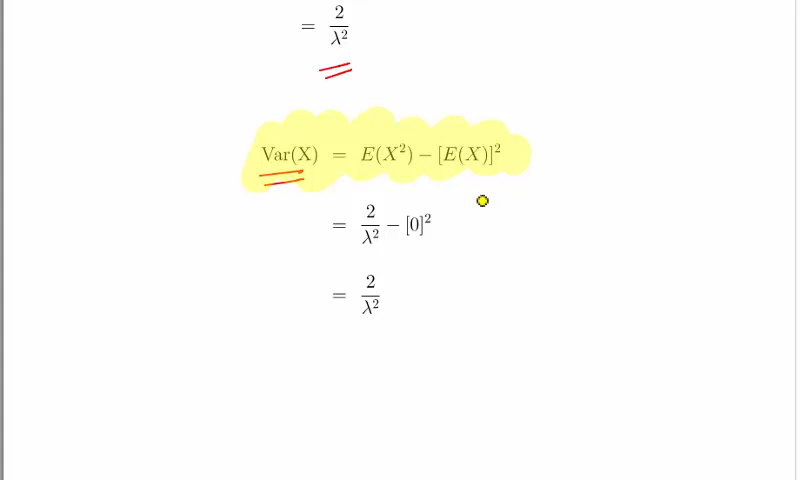 = 2/λ²
Var(X) = E(X²) − [E(X)]²
= 2/λ² − [0]²
= 2/λ²